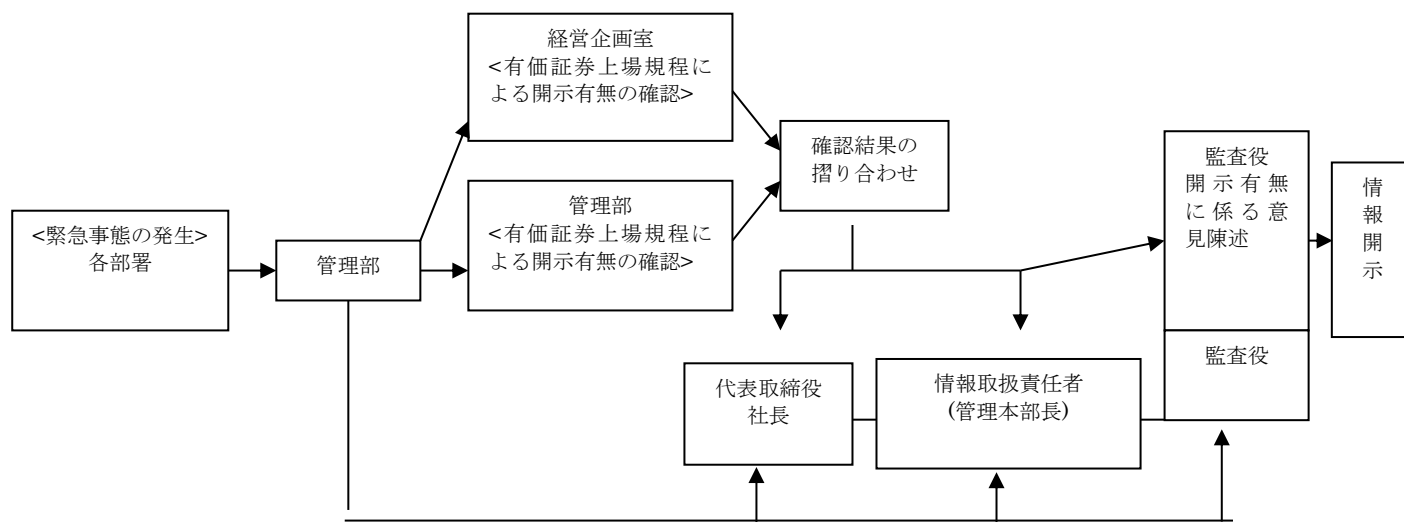 <緊急事態の発生>
各部署
管理部
経営企画室
<有価証券上場規程に
よる開示有無の確認>
管理部
<有価証券上場規程に
よる開示有無の確認>
確認結果の
摺り合わせ
代表取締役
社長
情報取扱責任者
(管理本部長)
監査役
開示有無
に係る意
見陳述
監査役
情
報
開
示